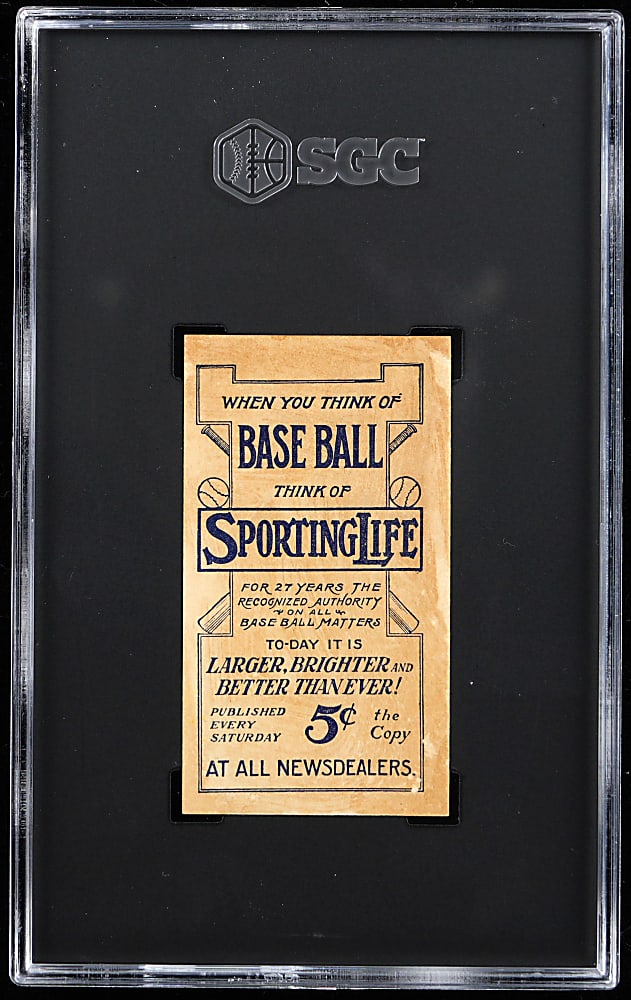 SGC
WHEN YOU THINK OF
BASE BALL
THINK OF
SPORTING LIFE
FOR 27 YEARS THE
RECOGNIZED AUTHORITY
ON ALL
BASE BALL MATTERS
TO-DAY IT IS
LARGER, BRIGHTER AND
BETTER THAN EVER!
PUBLISHED
EVERY
SATURDAY
5¢
the
Copy
AT ALL NEWSDEALERS.